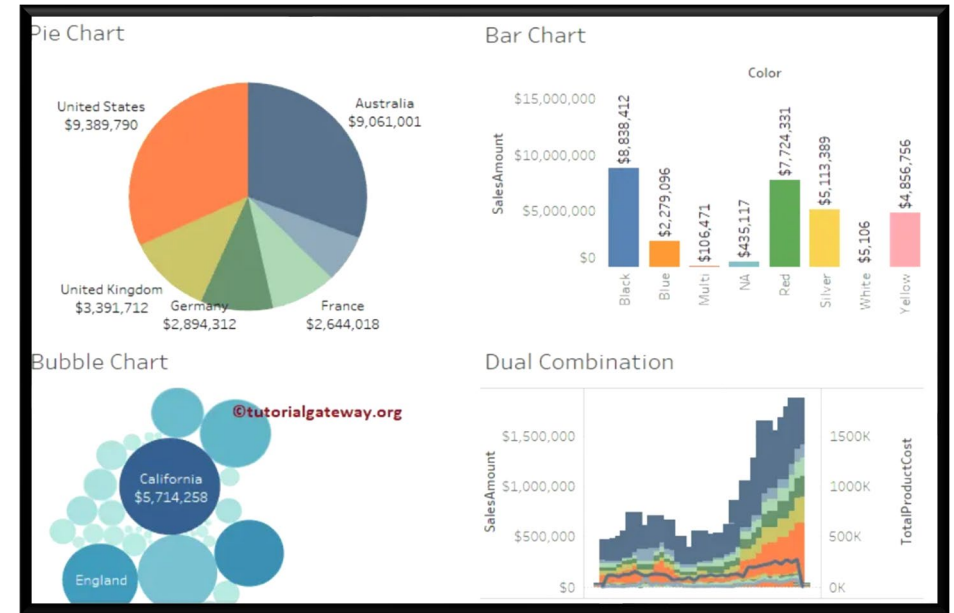 Pie Chart
United States
$9,389,790
Australia
$9,061,001
United Kingdom
$3,391,712
Germany
$2,894,312
France
$2,644,018
Bar Chart
Color
SalesAmount
$15,000,000
$10,000,000
$5,000,000
$0
$8,838,412
$2,279,096
$106,471
$435,117
$7,724,331
$5,113,389
$5,106
$4,856,756
Black
Blue
Multi
NA
Red
Silver
White
Yellow
Bubble Chart
©tutorialgateway.org
California
$5,714,258
England
Dual Combination
SalesAmount
$1,500,000
$1,000,000
$500,000
$0
1500K
1000K
500K
0K
TotalProductCost